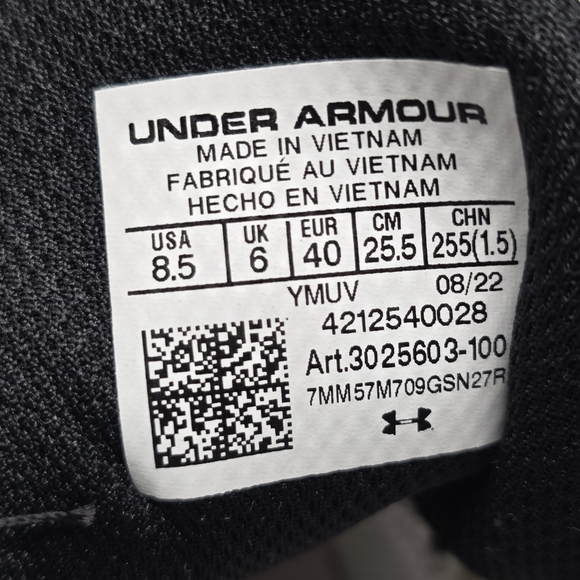 UNDER ARMOUR
MADE IN VIETNAM
FABRIQUÉ AU VIETNAM
HECHO EN VIETNAM
USA UK EUR CM CHN
8.5 6 40 25.5 255(1.5)
YMUV 08/22
4212540028
Art.3025603-100
7MM57M709GSN27R